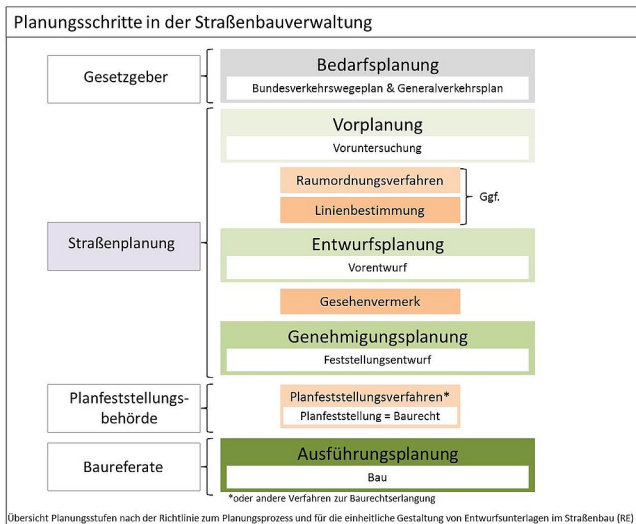 Planungsschritte in der Straßenbauverwaltung
Gesetzgeber
Bedarfsplanung
Bundesverkehrswegeplan & Generalverkehrsplan
Straßenplanung
Vorplanung
Voruntersuchung
Raumordnungsverfahren
Linienbestimmung
Ggf.
Entwurfsplanung
Vorentwurf
Gesehenvermerk
Genehmigungsplanung
Feststellungsentwurf
Planfeststellungs-
behörde
Planfeststellungsverfahren*
Planfeststellung = Baurecht
Baureferate
Ausführungsplanung
Bau
*oder andere Verfahren zur Baurechtserlangung
Übersicht Planungsstufen nach der Richtlinie zum Planungsprozess und für die einheitliche Gestaltung von Entwurfsunterlagen im Straßenbau (RE)